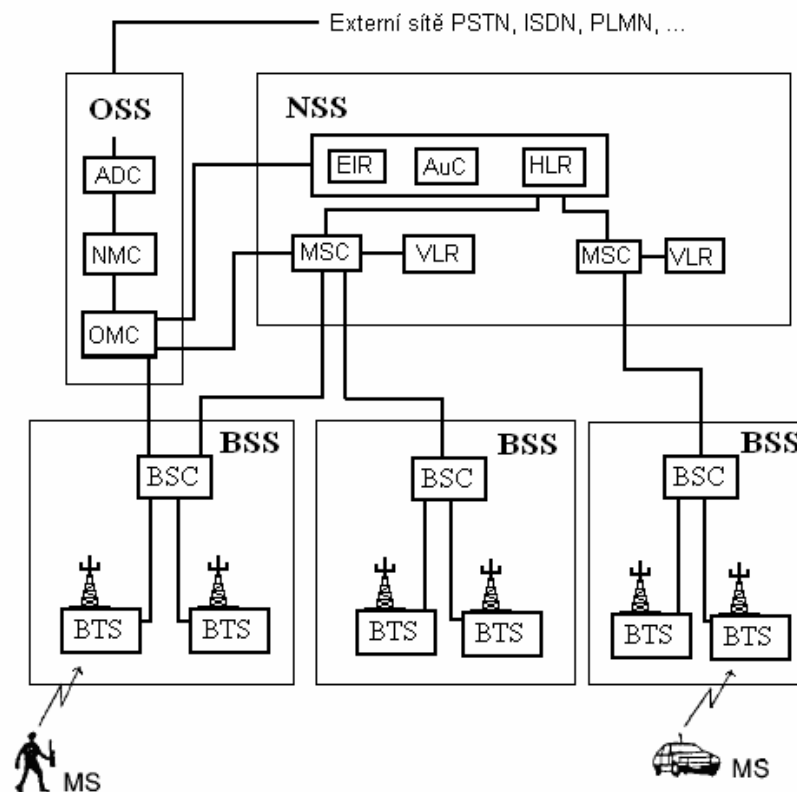 Externí sítě PSTN, ISDN, PLMN, ...
OSS
NSS
ADC
EIR
AuC
HLR
NMC
MSC
VLR
MSC
VLR
OMC
BSS
BSS
BSS
BSC
BSC
BSC
BTS
BTS
BTS
BTS
BTS
BTS
MS
MS